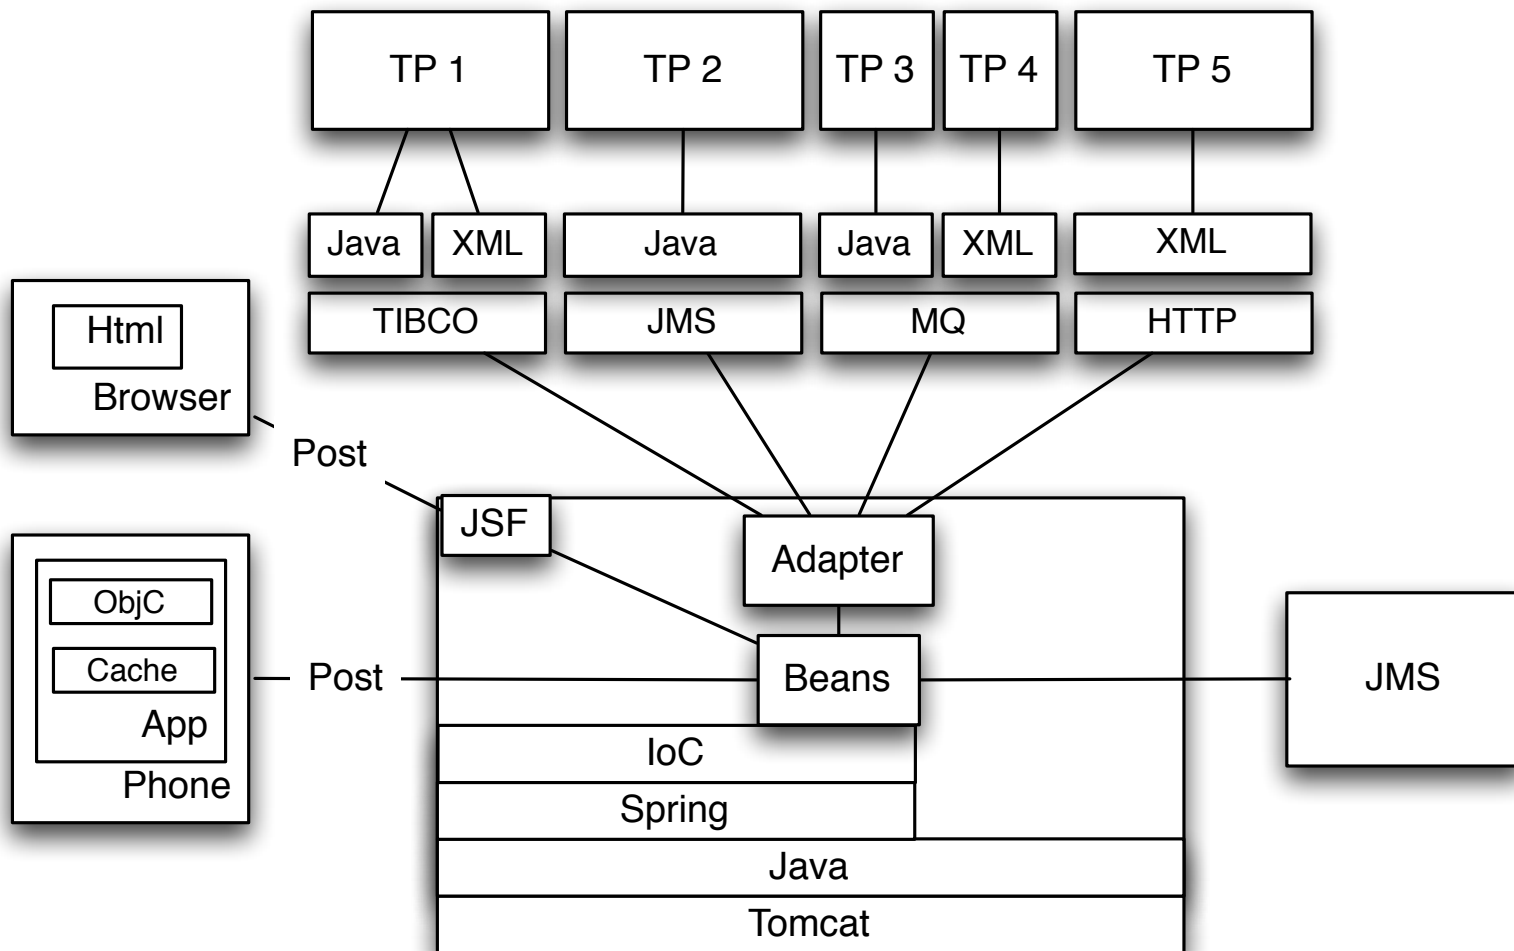 TP 1
TP 2
TP 3
TP 4
TP 5
Java
XML
Java
Java
XML
XML
TIBCO
JMS
MQ
HTTP
Html
Browser
Post
JSF
Adapter
ObjC
Cache
App
Phone
Post
Beans
JMS
IoC
Spring
Java
Tomcat